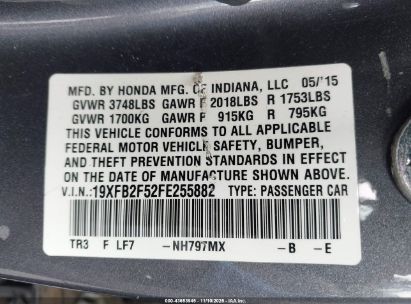 MFD. BY HONDA MFG. OF INDIANA, LLC 05/'15
GVWR 3748LBS GAWR F 2018LBS R 1753LBS
GVWR 1700KG GAWR F 915KG R 795KG
THIS VEHICLE CONFORMS TO ALL APPLICABLE
FEDERAL MOTOR VEHICLE SAFETY, BUMPER,
AND THEFT PREVENTION STANDARDS IN EFFECT
ON THE DATE OF MANUFACTURE SHOWN ABOVE.
V.I.N.: 19XFB2F52FE255882 TYPE: PASSENGER CAR
TR3 F LF7 -NH797MX -B -E